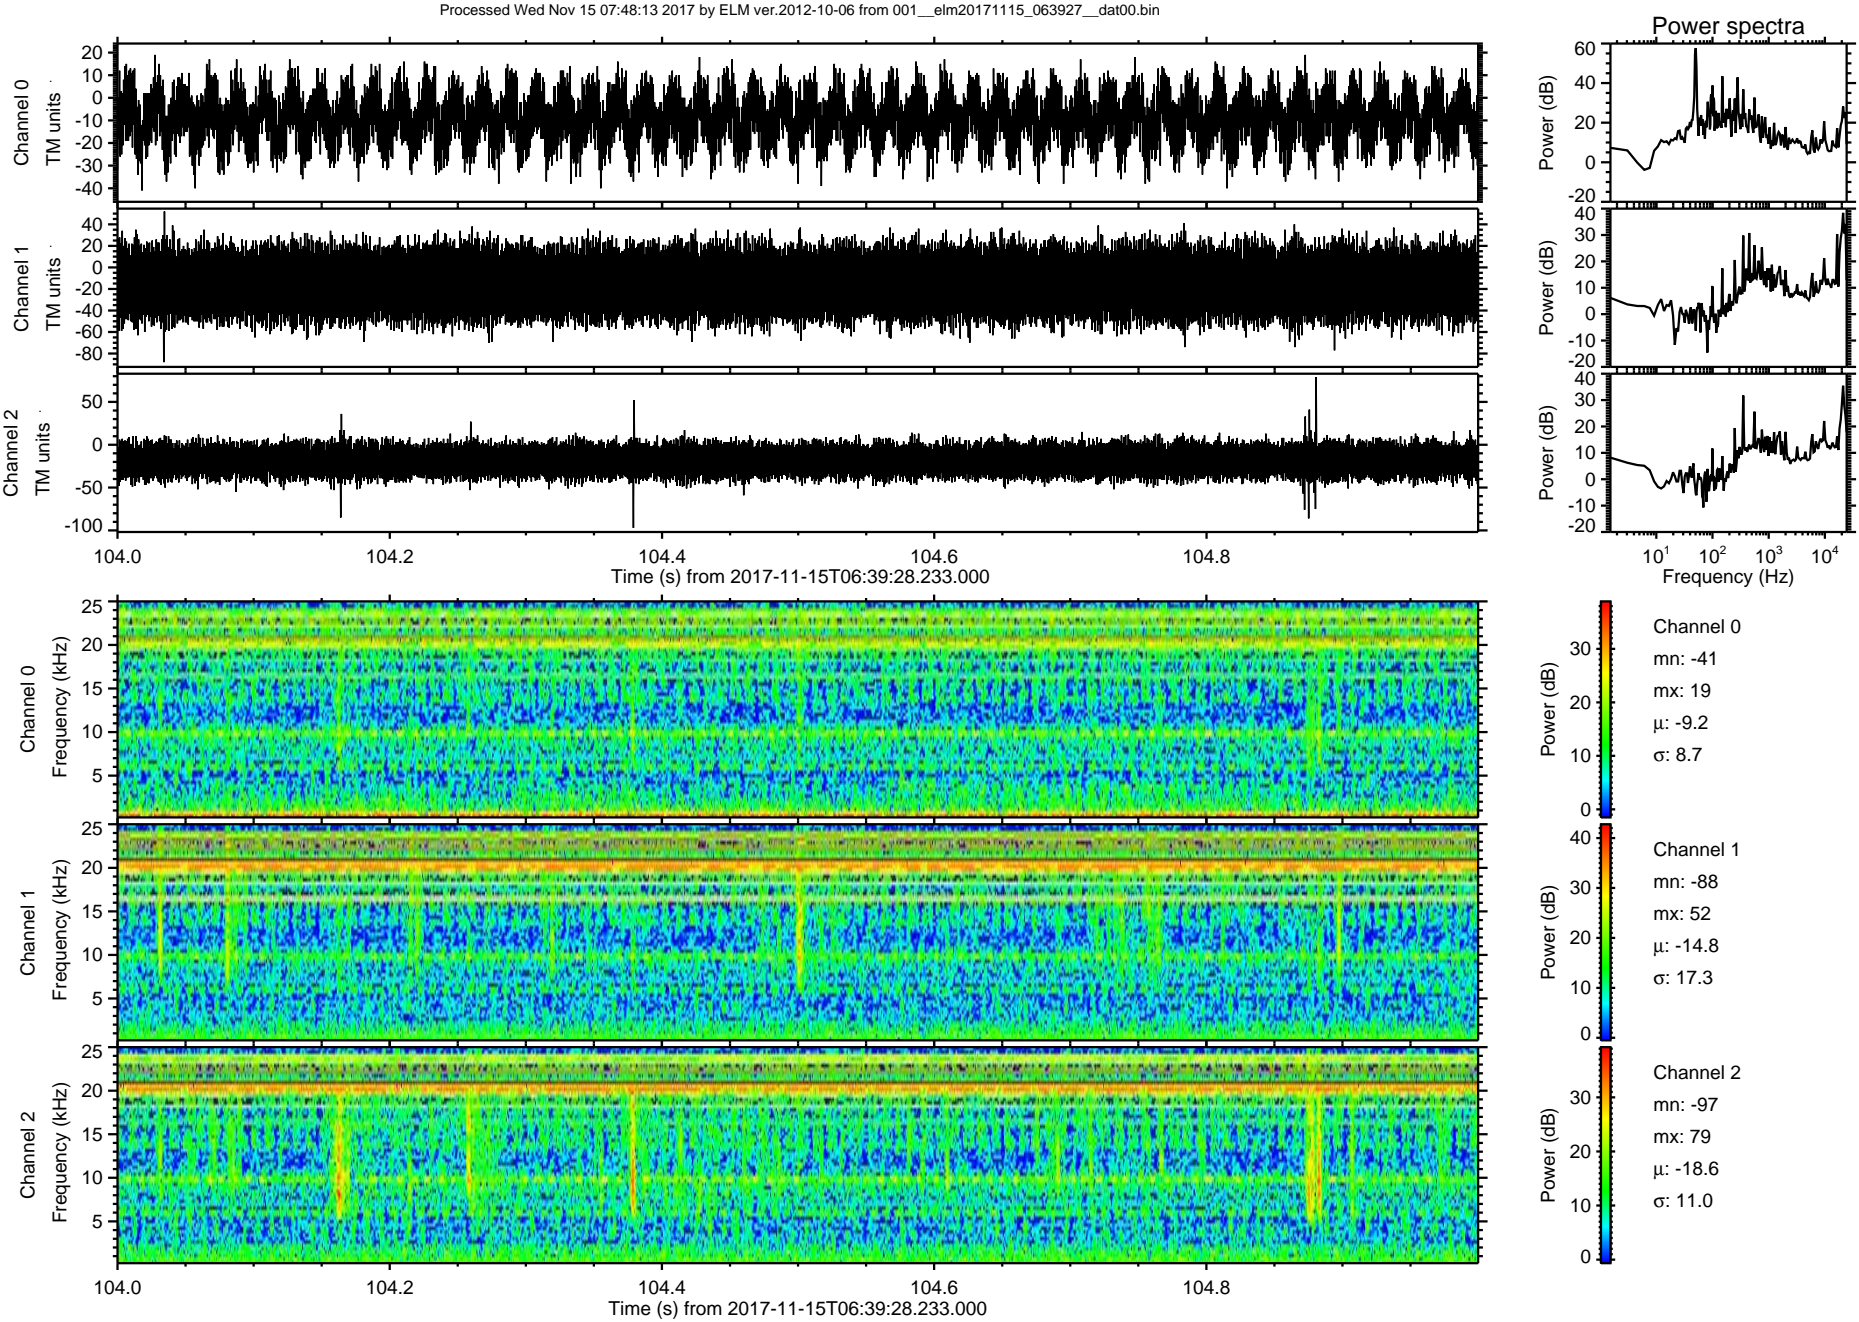 Processed Wed Nov 15 07:48:13 2017 by ELM ver.2012-10-06 from 001__elm20171115_063927__dat00.bin
Power spectra
Channel 0
TM units
20
10
0
-10
-20
-30
-40
Power (dB)
60
40
20
0
-20
Channel 1
TM units
40
20
0
-20
-40
-60
-80
Power (dB)
40
30
20
10
0
-10
-20
Channel 2
TM units
50
0
-50
-100
Power (dB)
40
30
20
10
0
-10
-20
104.0 104.2 104.4 104.6 104.8
Time (s) from 2017-11-15T06:39:28.233.000
10¹ 10² 10³ 10⁴
Frequency (Hz)
Channel 0
Frequency (kHz)
25
20
15
10
5
Power (dB)
30
20
10
0
Channel 0
mn: -41
mx: 19
μ: -9.2
σ: 8.7
Channel 1
Frequency (kHz)
25
20
15
10
5
Power (dB)
40
30
20
10
0
Channel 1
mn: -88
mx: 52
μ: -14.8
σ: 17.3
Channel 2
Frequency (kHz)
25
20
15
10
5
Power (dB)
30
20
10
0
Channel 2
mn: -97
mx: 79
μ: -18.6
σ: 11.0
104.0 104.2 104.4 104.6 104.8
Time (s) from 2017-11-15T06:39:28.233.000